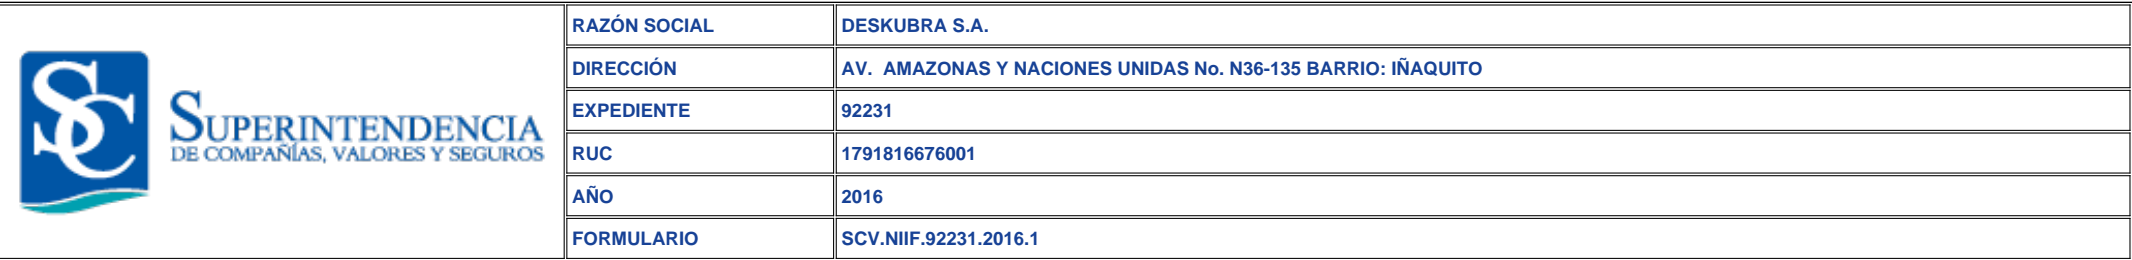 SC
SUPERINTENDENCIA
DE COMPAÑÍAS, VALORES Y SEGUROS
RAZÓN SOCIAL DESKUBRA S.A.
DIRECCIÓN AV. AMAZONAS Y NACIONES UNIDAS No. N36-135 BARRIO: IÑAQUITO
EXPEDIENTE 92231
RUC 1791816676001
AÑO 2016
FORMULARIO SCV.NIIF.92231.2016.1